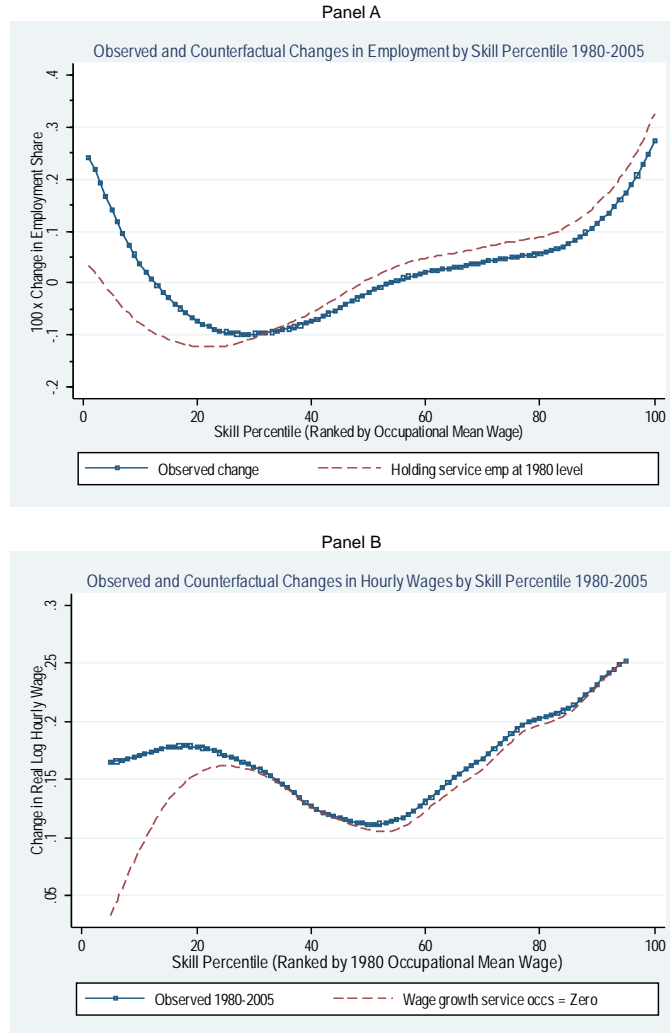 Panel A
Observed and Counterfactual Changes in Employment by Skill Percentile 1980-2005
100 x Change in Employment Share
.4
.3
.2
.1
0
-.1
-.2
0 20 40 60 80 100
Skill Percentile (Ranked by Occupational Mean Wage)
Observed change Holding service emp at 1980 level
Panel B
Observed and Counterfactual Changes in Hourly Wages by Skill Percentile 1980-2005
Change in Real Log Hourly Wage
.3
.25
.2
.15
.1
.05
0 20 40 60 80 100
Skill Percentile (Ranked by 1980 Occupational Mean Wage)
Observed 1980-2005 Wage growth service occs = Zero